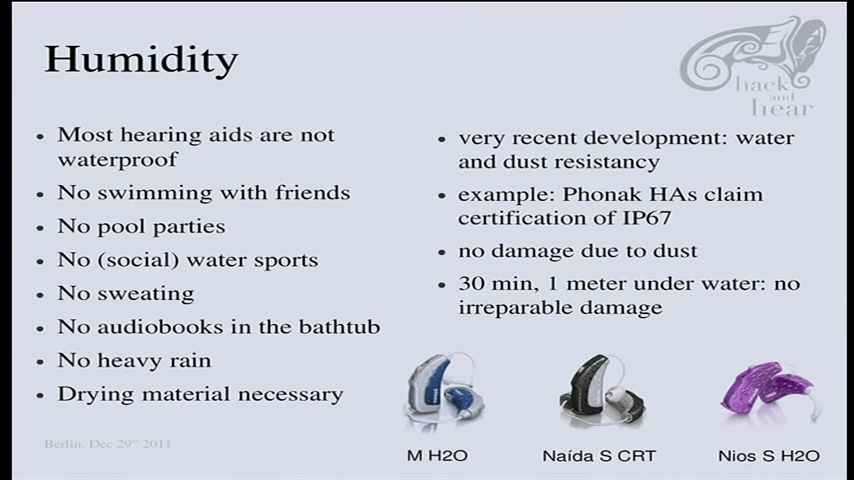 Humidity
hack
and
hear
• Most hearing aids are not
waterproof
• No swimming with friends
• No pool parties
• No (social) water sports
• No sweating
• No audiobooks in the bathtub
• No heavy rain
• Drying material necessary
• very recent development: water
and dust resistancy
• example: Phonak HAs claim
certification of IP67
• no damage due to dust
• 30 min, 1 meter under water: no
irreparable damage
M H2O
Naída S CRT
Nios S H2O
Berlin, Dec 29th 2011